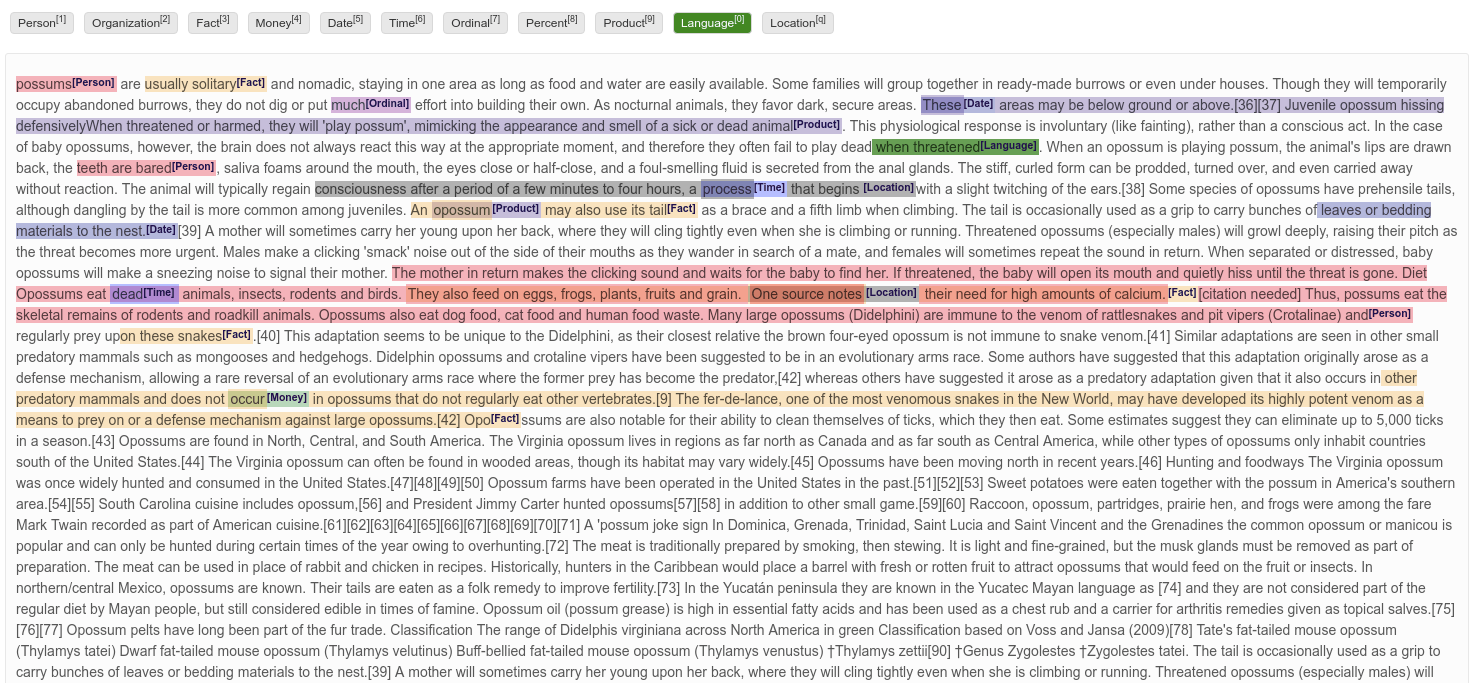 Person[1] Organization[2] Fact[3] Money[4] Date[5] Time[6] Ordinal[7] Percent[8] Product[9] Language[0] Location[q]
possums[Person] are usually solitary[Fact] and nomadic, staying in one area as long as food and water are easily available. Some families will group together in ready-made burrows or even under houses. Though they will temporarily
occupy abandoned burrows, they do not dig or put much[Ordinal] effort into building their own. As nocturnal animals, they favor dark, secure areas. These[Date] areas may be below ground or above.[36][37] Juvenile opossum hissing
defensivelyWhen threatened or harmed, they will 'play possum', mimicking the appearance and smell of a sick or dead animal[Product]. This physiological response is involuntary (like fainting), rather than a conscious act. In the case
of baby opossums, however, the brain does not always react this way at the appropriate moment, and therefore they often fail to play dead when threatened[Language]. When an opossum is playing possum, the animal's lips are drawn
back, the teeth are bared[Person], saliva foams around the mouth, the eyes close or half-close, and a foul-smelling fluid is secreted from the anal glands. The stiff, curled form can be prodded, turned over, and even carried away
without reaction. The animal will typically regain consciousness after a period of a few minutes to four hours, a process[Time] that begins [Location]with a slight twitching of the ears.[38] Some species of opossums have prehensile tails,
although dangling by the tail is more common among juveniles. An opossum[Product] may also use its tail[Fact] as a brace and a fifth limb when climbing. The tail is occasionally used as a grip to carry bunches of leaves or bedding
materials to the nest.[Date][39] A mother will sometimes carry her young upon her back, where they will cling tightly even when she is climbing or running. Threatened opossums (especially males) will growl deeply, raising their pitch as
the threat becomes more urgent. Males make a clicking 'smack' noise out of the side of their mouths as they wander in search of a mate, and females will sometimes repeat the sound in return. When separated or distressed, baby
opossums will make a sneezing noise to signal their mother. The mother in return makes the clicking sound and waits for the baby to find her. If threatened, the baby will open its mouth and quietly hiss until the threat is gone. Diet
Opossums eat dead[Time] animals, insects, rodents and birds. They also feed on eggs, frogs, plants, fruits and grain. One source notes[Location] their need for high amounts of calcium.[Fact][citation needed] Thus, possums eat the
skeletal remains of rodents and roadkill animals. Opossums also eat dog food, cat food and human food waste. Many large opossums (Didelphini) are immune to the venom of rattlesnakes and pit vipers (Crotalinae) and[Person]
regularly prey upon these snakes[Fact].[40] This adaptation seems to be unique to the Didelphini, as their closest relative the brown four-eyed opossum is not immune to snake venom.[41] Similar adaptations are seen in other small
predatory mammals such as mongooses and hedgehogs. Didelphin opossums and crotaline vipers have been suggested to be in an evolutionary arms race. Some authors have suggested that this adaptation originally arose as a
defense mechanism, allowing a rare reversal of an evolutionary arms race where the former prey has become the predator,[42] whereas others have suggested it arose as a predatory adaptation given that it also occurs in other
predatory mammals and does not occur[Money] in opossums that do not regularly eat other vertebrates.[9] The fer-de-lance, one of the most venomous snakes in the New World, may have developed its highly potent venom as a
means to prey on or a defense mechanism against large opossums.[42] Opo[Fact]ssums are also notable for their ability to clean themselves of ticks, which they then eat. Some estimates suggest they can eliminate up to 5,000 ticks
in a season.[43] Opossums are found in North, Central, and South America. The Virginia opossum lives in regions as far north as Canada and as far south as Central America, while other types of opossums only inhabit countries
south of the United States.[44] The Virginia opossum can often be found in wooded areas, though its habitat may vary widely.[45] Opossums have been moving north in recent years.[46] Hunting and foodways The Virginia opossum
was once widely hunted and consumed in the United States.[47][48][49][50] Opossum farms have been operated in the United States in the past.[51][52][53] Sweet potatoes were eaten together with the possum in America's southern
area.[54][55] South Carolina cuisine includes opossum,[56] and President Jimmy Carter hunted opossums[57][58] in addition to other small game.[59][60] Raccoon, opossum, partridges, prairie hen, and frogs were among the fare
Mark Twain recorded as part of American cuisine.[61][62][63][64][65][66][67][68][69][70][71] A 'possum joke sign In Dominica, Grenada, Trinidad, Saint Lucia and Saint Vincent and the Grenadines the common opossum or manicou is
popular and can only be hunted during certain times of the year owing to overhunting.[72] The meat is traditionally prepared by smoking, then stewing. It is light and fine-grained, but the musk glands must be removed as part of
preparation. The meat can be used in place of rabbit and chicken in recipes. Historically, hunters in the Caribbean would place a barrel with fresh or rotten fruit to attract opossums that would feed on the fruit or insects. In
northern/central Mexico, opossums are known. Their tails are eaten as a folk remedy to improve fertility.[73] In the Yucatán peninsula they are known in the Yucatec Mayan language as [74] and they are not considered part of the
regular diet by Mayan people, but still considered edible in times of famine. Opossum oil (possum grease) is high in essential fatty acids and has been used as a chest rub and a carrier for arthritis remedies given as topical salves.[75]
[76][77] Opossum pelts have long been part of the fur trade. Classification The range of Didelphis virginiana across North America in green Classification based on Voss and Jansa (2009)[78] Tate's fat-tailed mouse opossum
(Thylamys tatei) Dwarf fat-tailed mouse opossum (Thylamys velutinus) Buff-bellied fat-tailed mouse opossum (Thylamys venustus) †Thylamys zettii[90] †Genus Zygolestes †Zygolestes tatei. The tail is occasionally used as a grip to
carry bunches of leaves or bedding materials to the nest.[39] A mother will sometimes carry her young upon her back, where they will cling tightly even when she is climbing or running. Threatened opossums (especially males) will